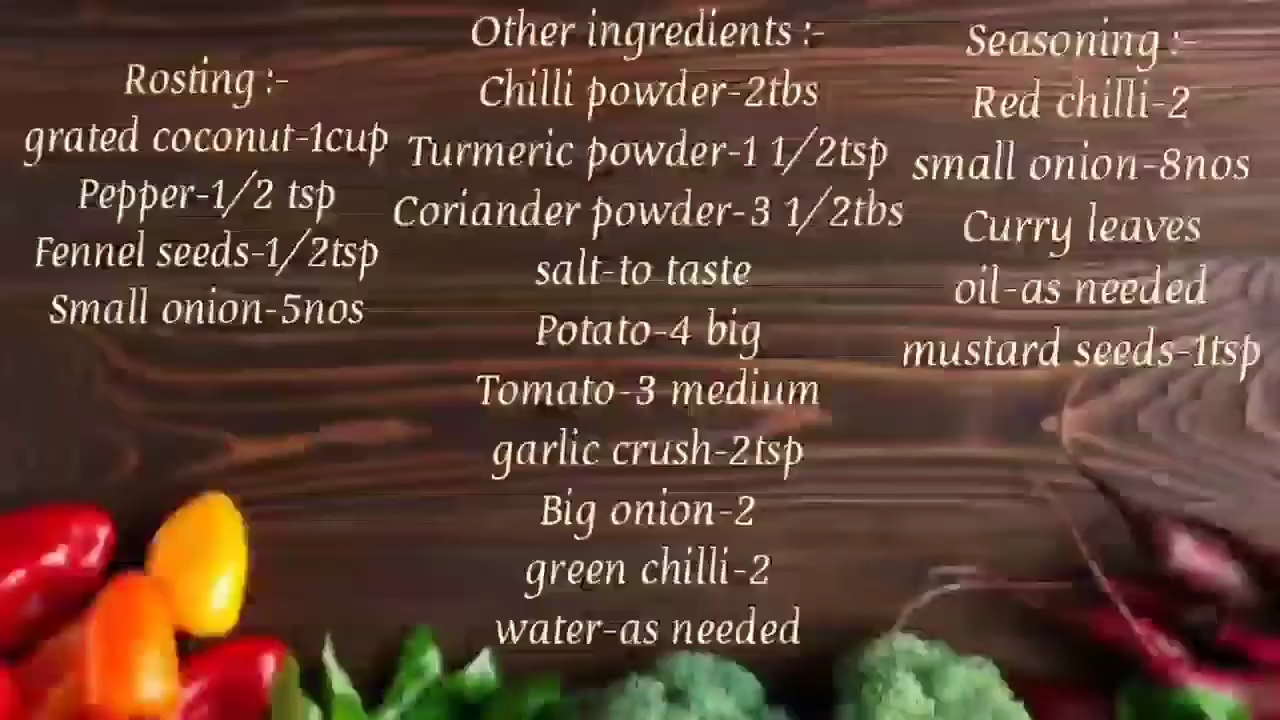 Rosting :-
grated coconut-1cup
Pepper-1/2 tsp
Fennel seeds-1/2tsp
Small onion-5nos
Other ingredients :-
Chilli powder-2tbs
Turmeric powder-1 1/2tsp
Coriander powder-3 1/2tbs
salt-to taste
Potato-4 big
Tomato-3 medium
garlic crush-2tsp
Big onion-2
green chilli-2
water-as needed
Seasoning :-
Red chilli-2
small onion-8nos
Curry leaves
oil-as needed
mustard seeds-1tsp